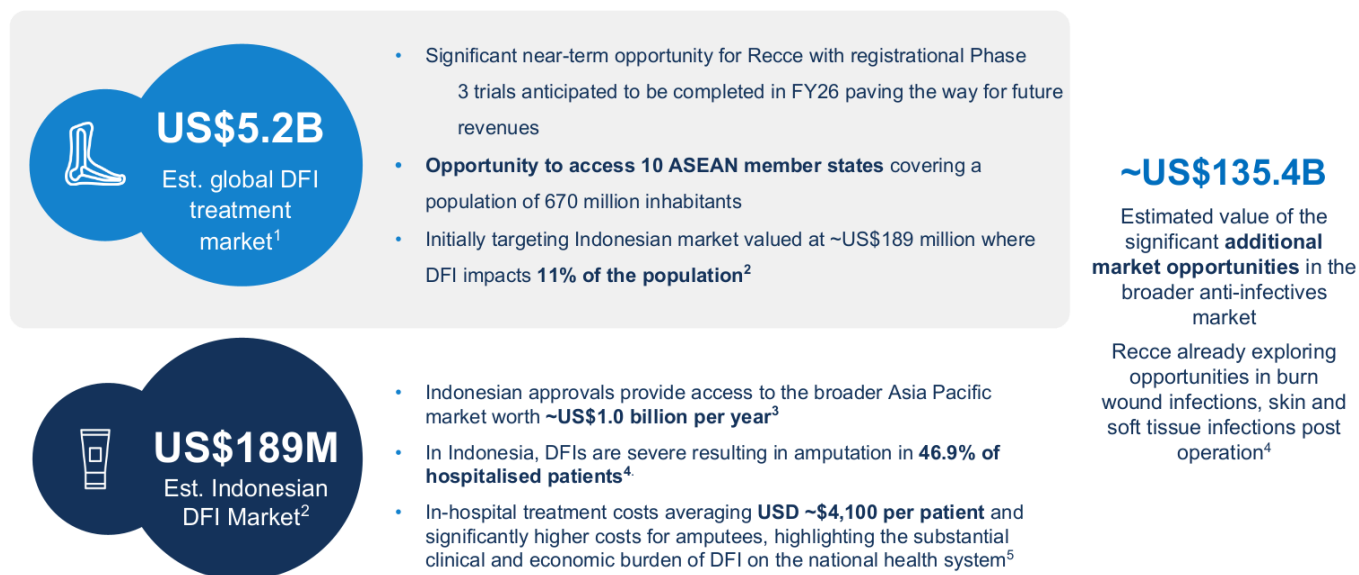 US$5.2B
Est. global DFI
treatment
market1
• Significant near-term opportunity for Recce with registrational Phase
3 trials anticipated to be completed in FY26 paving the way for future
revenues
• Opportunity to access 10 ASEAN member states covering a
population of 670 million inhabitants
• Initially targeting Indonesian market valued at ~US$189 million where
DFI impacts 11% of the population2
US$189M
Est. Indonesian
DFI Market2
• Indonesian approvals provide access to the broader Asia Pacific
market worth ~US$1.0 billion per year3
• In Indonesia, DFIs are severe resulting in amputation in 46.9% of
hospitalised patients4.
• In-hospital treatment costs averaging USD ~$4,100 per patient and
significantly higher costs for amputees, highlighting the substantial
clinical and economic burden of DFI on the national health system5
~US$135.4B
Estimated value of the
significant additional
market opportunities in the
broader anti-infectives
market
Recce already exploring
opportunities in burn
wound infections, skin and
soft tissue infections post
operation4